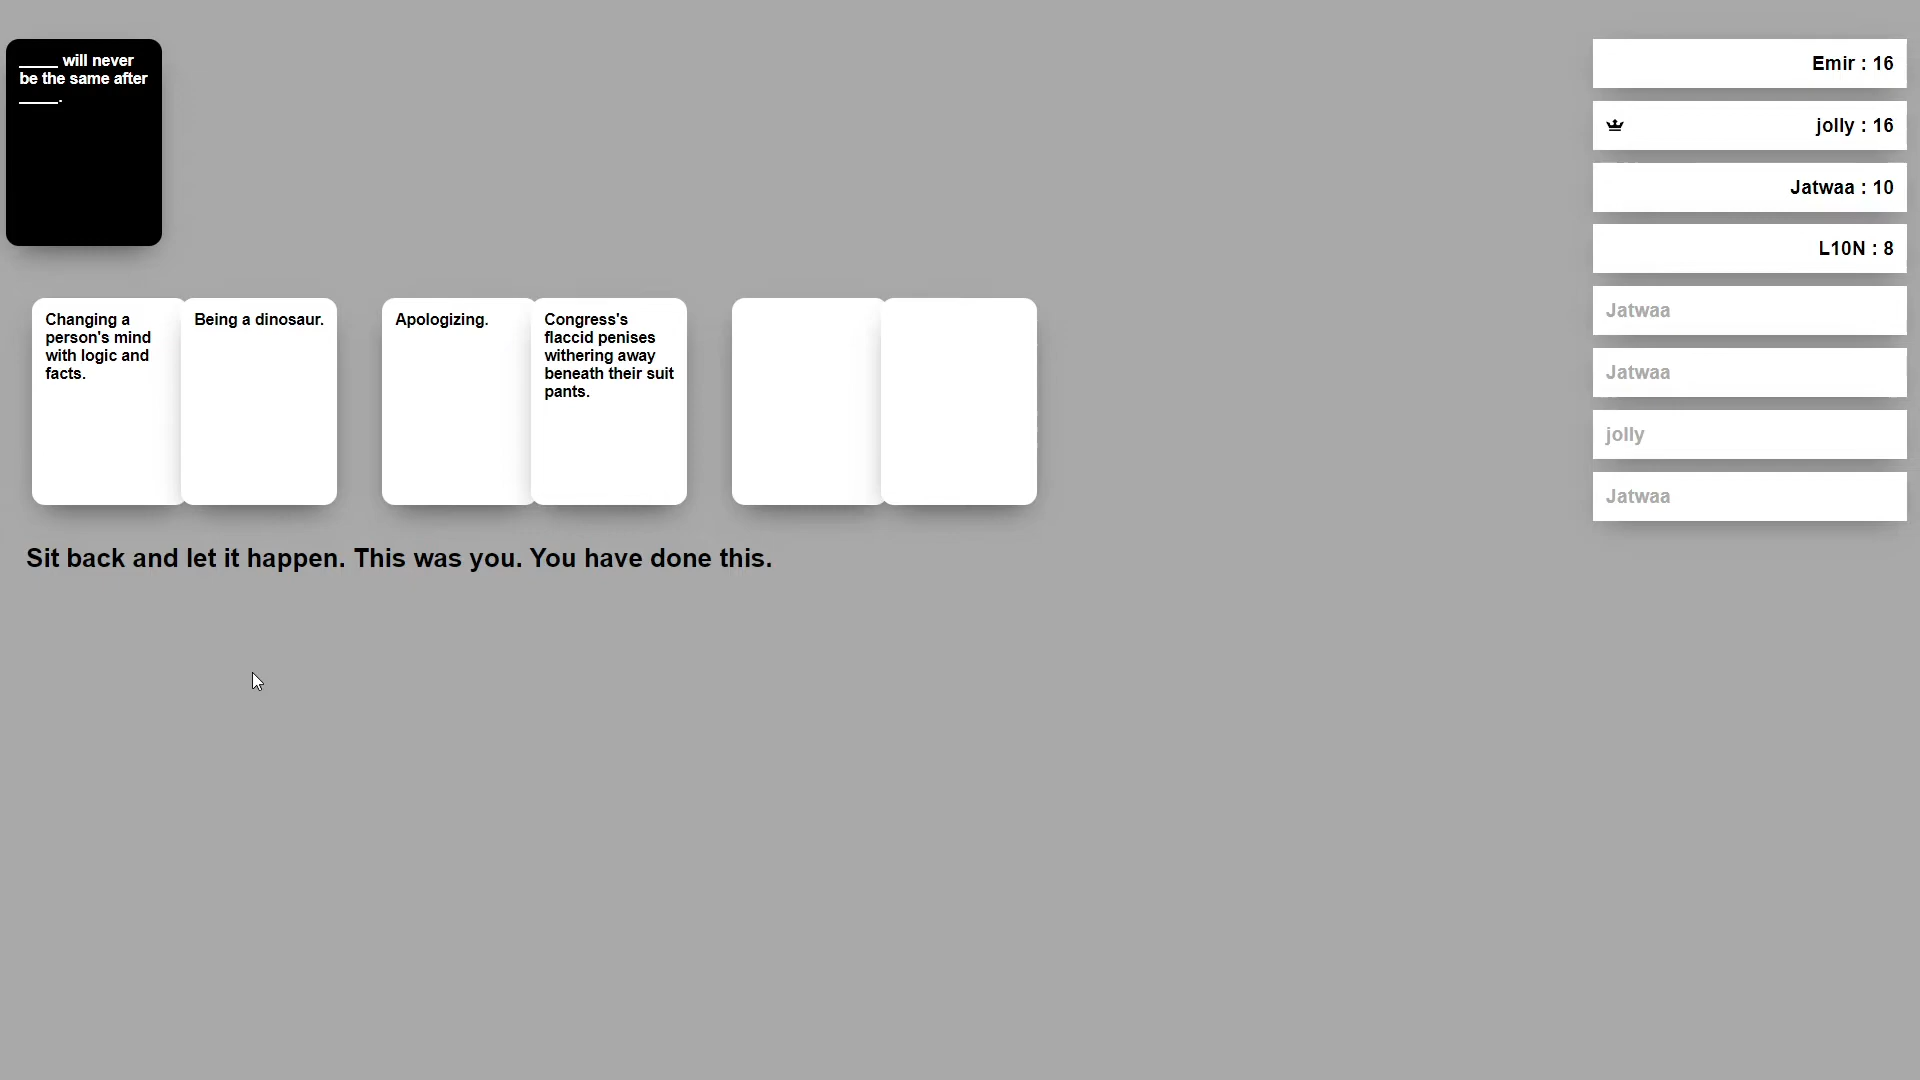 _____ will never
be the same after
_____.
Changing a
person's mind
with logic and
facts.
Being a dinosaur.
Apologizing.
Congress's
flaccid penises
withering away
beneath their suit
pants.
Sit back and let it happen. This was you. You have done this.
Emir : 16
jolly : 16
Jatwaa : 10
L10N : 8
Jatwaa
Jatwaa
jolly
Jatwaa